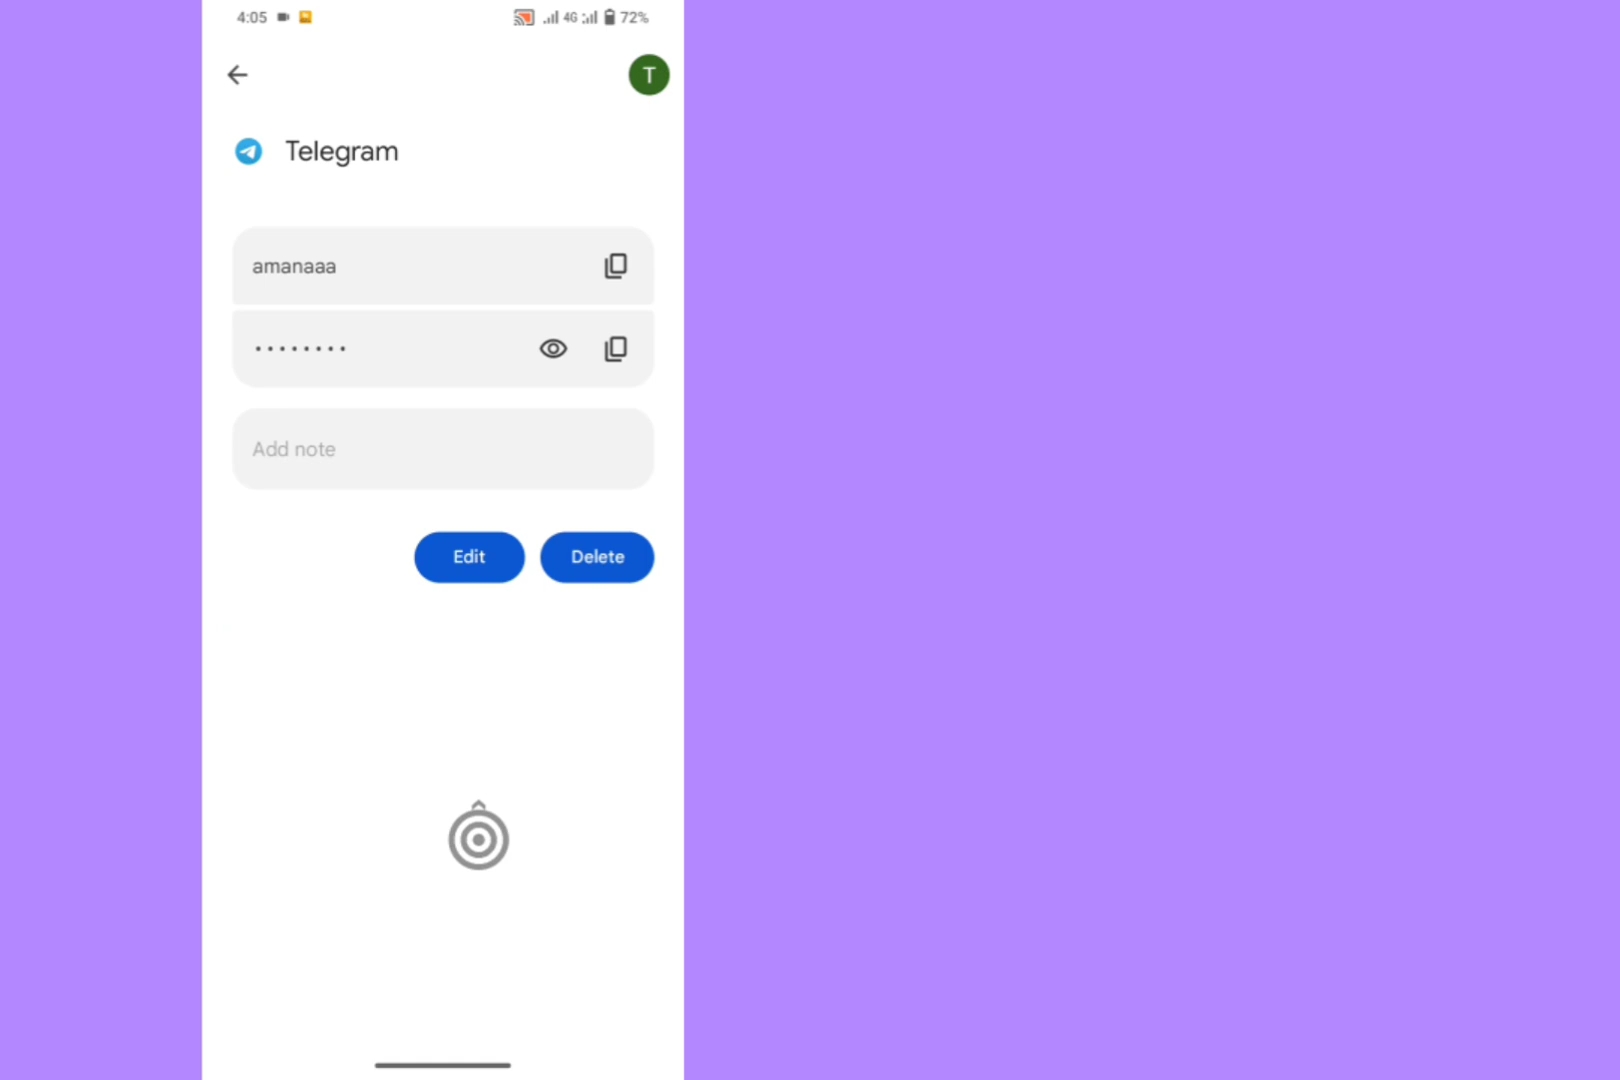 4:05 4G 72%
T
Telegram
amanaaa
••••••••
Add note
Edit Delete